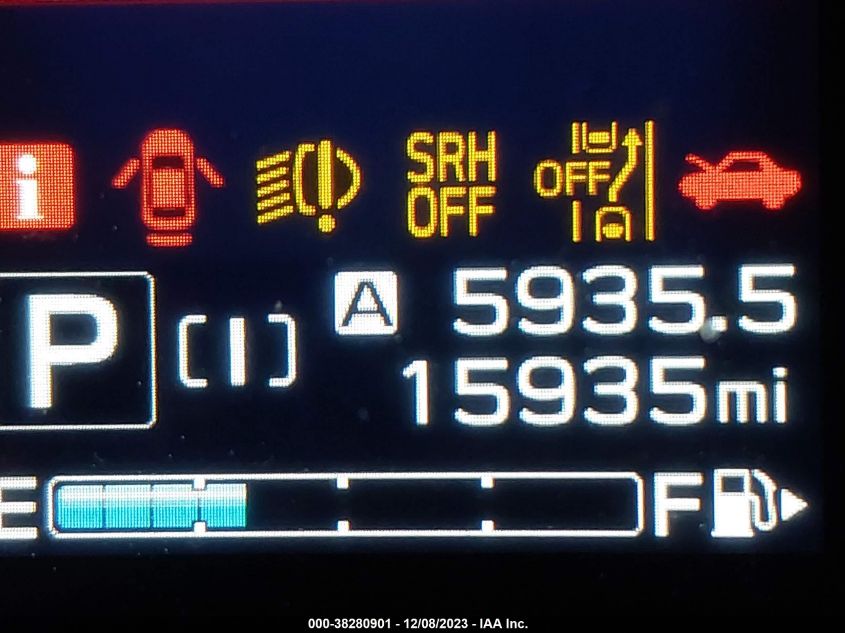 i
SRH
OFF
OFF
P
A 5935.5
15935mi
E F
000-38280901 - 12/08/2023 - IAA Inc.